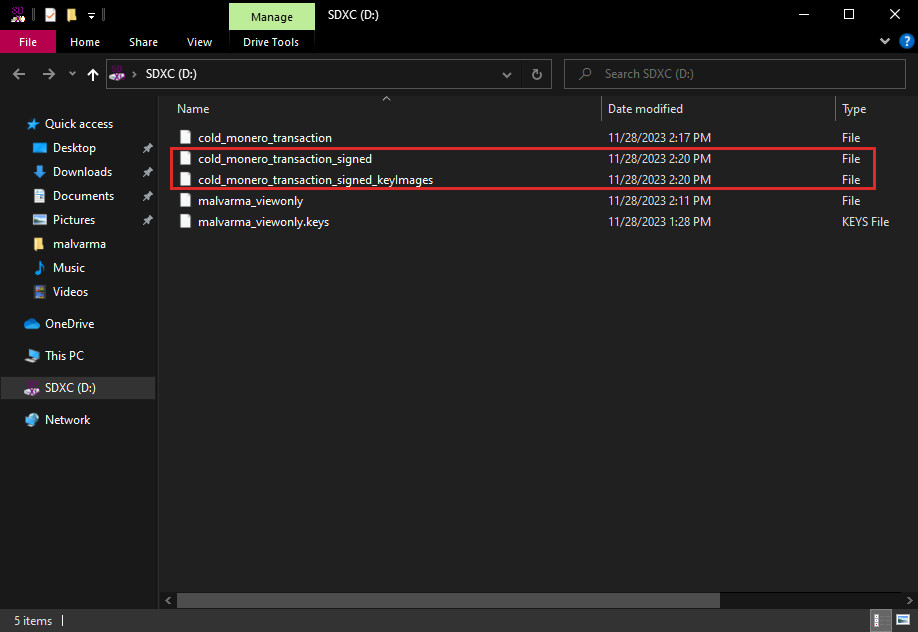 SD
Manage
SDXC (D:)
File
Home
Share
View
Drive Tools
SDXC (D:)
Search SDXC (D:)
Name
Date modified
Type
Quick access
Desktop
Downloads
Documents
Pictures
malvarma
Music
Videos
OneDrive
This PC
SDXC (D:)
Network
cold_monero_transaction 11/28/2023 2:17 PM File
cold_monero_transaction_signed 11/28/2023 2:20 PM File
cold_monero_transaction_signed_keyImages 11/28/2023 2:20 PM File
malvarma_viewonly 11/28/2023 2:11 PM File
malvarma_viewonly.keys 11/28/2023 1:28 PM KEYS File
5 items